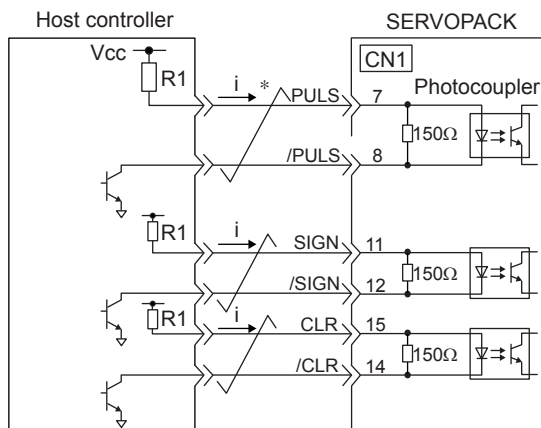 Host controller
SERVOPACK
Vcc
CN1
R1
i
*
PULS
7
Photocoupler
150Ω
/PULS
8
R1
i
SIGN
11
150Ω
/SIGN
12
R1
i
CLR
15
150Ω
/CLR
14